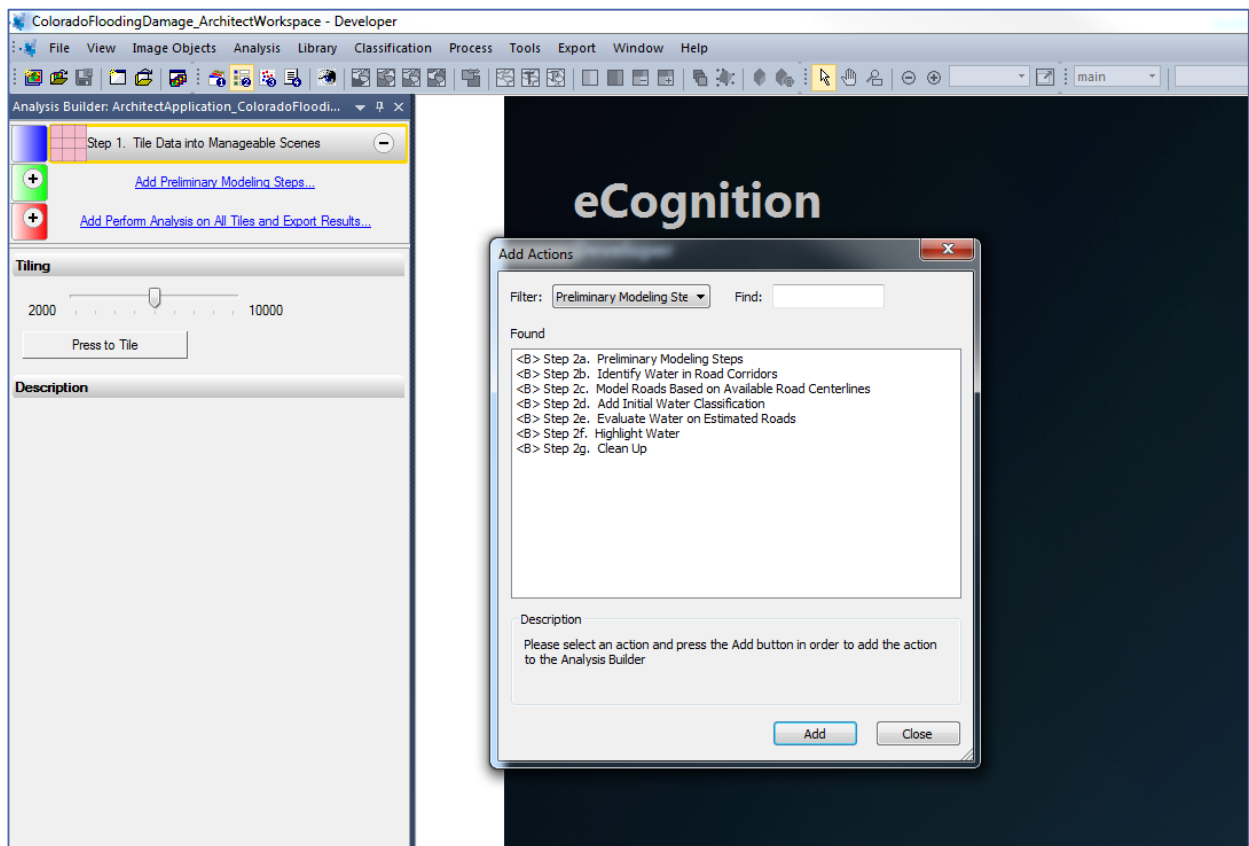 ColoradoFloodingDamage_ArchitectWorkspace - Developer
File View Image Objects Analysis Library Classification Process Tools Export Window Help
main
Analysis Builder: ArchitectApplication_ColoradoFloodi...
Step 1. Tile Data into Manageable Scenes
Add Preliminary Modeling Steps...
Add Perform Analysis on All Tiles and Export Results...
Tiling
2000 10000
Press to Tile
Description
eCognition
Developer
Add Actions
Filter: Preliminary Modeling Ste Find:
Found
<B> Step 2a. Preliminary Modeling Steps
<B> Step 2b. Identify Water in Road Corridors
<B> Step 2c. Model Roads Based on Available Road Centerlines
<B> Step 2d. Add Initial Water Classification
<B> Step 2e. Evaluate Water on Estimated Roads
<B> Step 2f. Highlight Water
<B> Step 2g. Clean Up
Description
Please select an action and press the Add button in order to add the action
to the Analysis Builder
Add Close